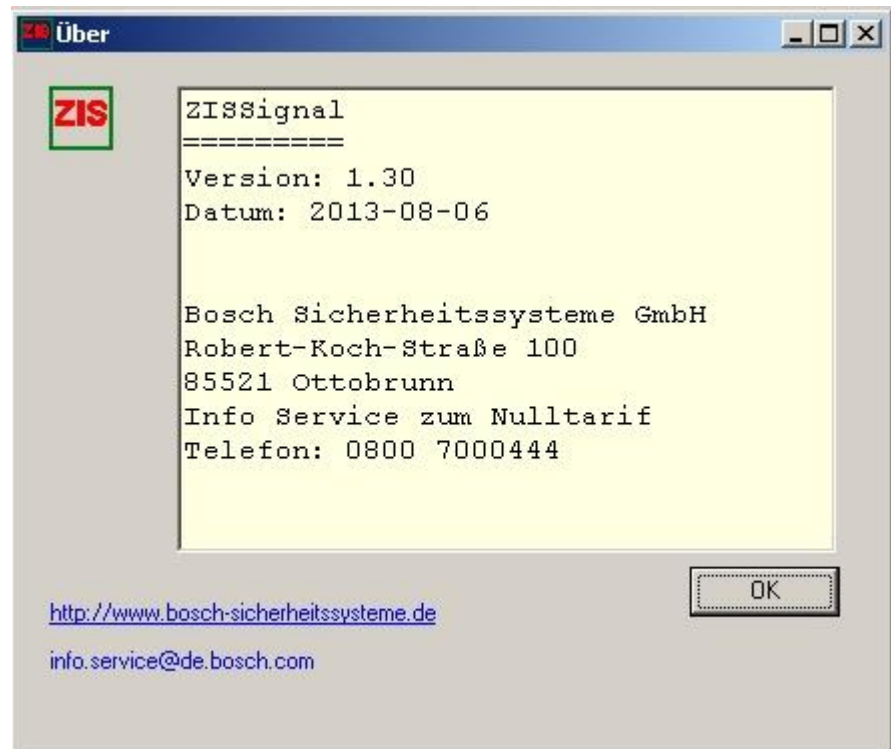 ZIS Über
ZIS
ZISSignal
=========
Version: 1.30
Datum: 2013-08-06
Bosch Sicherheitssysteme GmbH
Robert-Koch-Straße 100
85521 Ottobrunn
Info Service zum Nulltarif
Telefon: 0800 7000444
OK
http://www.bosch-sicherheitssysteme.de
info.service@de.bosch.com